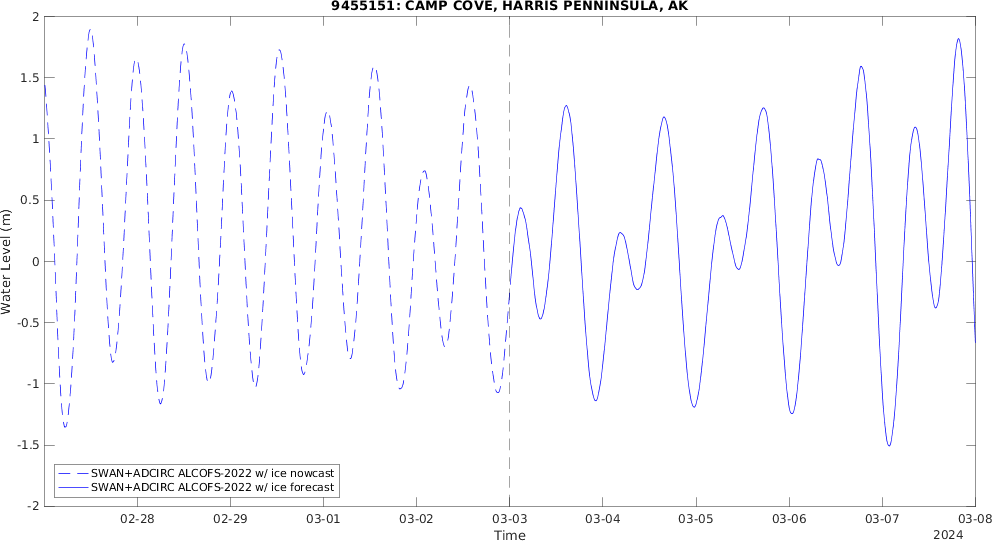 9455151: CAMP COVE, HARRIS PENNINSULA, AK
2
1.5
1
0.5
0
-0.5
-1
-1.5
-2
Water Level (m)
SWAN+ADCIRC ALCOFS-2022 w/ ice nowcast
SWAN+ADCIRC ALCOFS-2022 w/ ice forecast
02-28 02-29 03-01 03-02 03-03 03-04 03-05 03-06 03-07 03-08
Time
2024